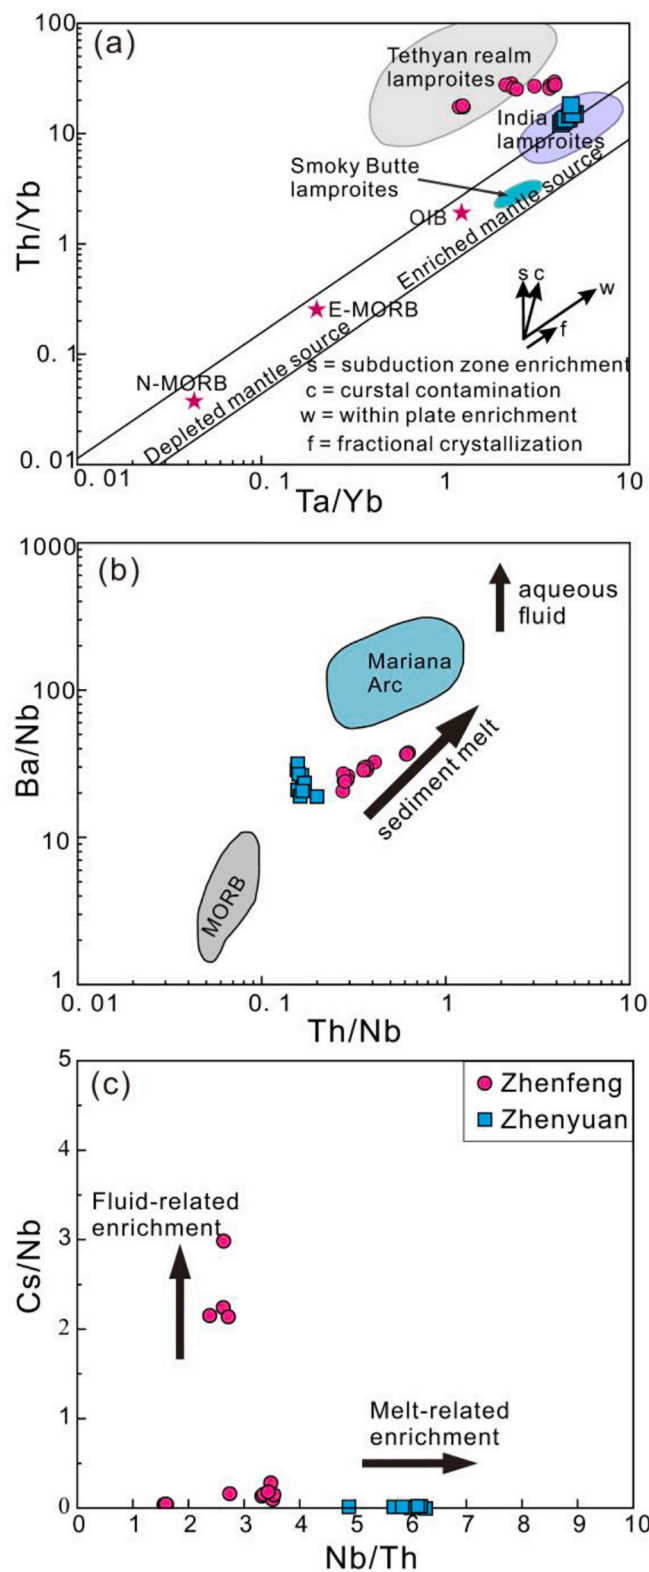 (a)
Th/Yb
100
10
1
0.1
0.01
Tethyan realm
lamproites
India
lamproites
Smoky Butte
lamproites
OIB
Enriched mantle source
E-MORB
N-MORB
Depleted mantle source
s c
w
f
s = subduction zone enrichment
c = curstal contamination
w = within plate enrichment
f = fractional crystallization
0.01 0.1 1 10
Ta/Yb
(b)
Ba/Nb
1000
100
10
1
aqueous
fluid
Mariana
Arc
sediment melt
MORB
0.01 0.1 1 10
Th/Nb
(c)
Cs/Nb
5
4
3
2
1
0
Zhenfeng
Zhenyuan
Fluid-related
enrichment
Melt-related
enrichment
0 1 2 3 4 5 6 7 8 9 10
Nb/Th